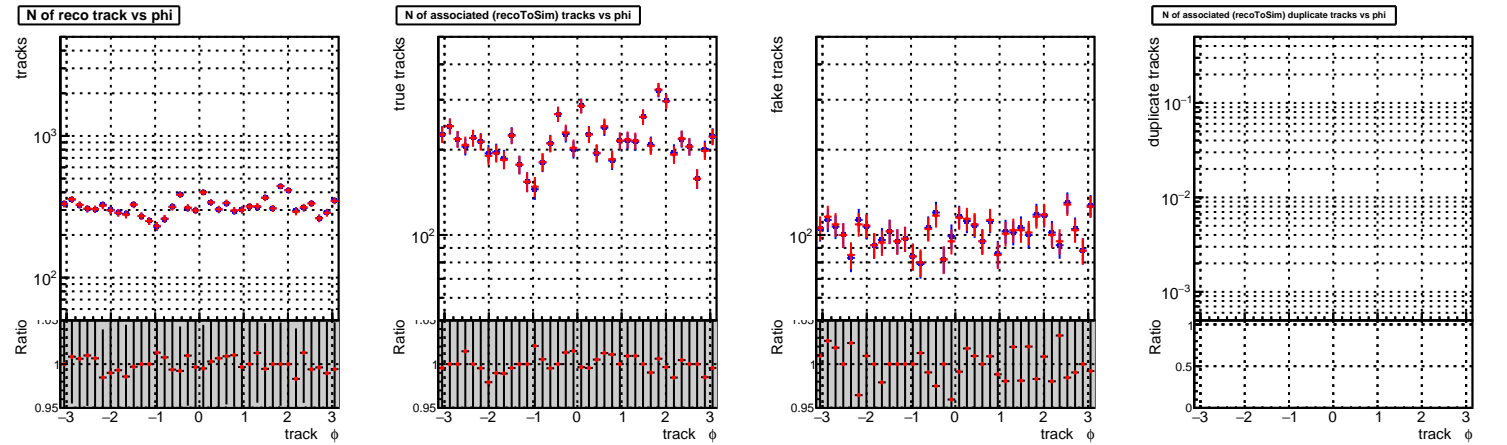 N of reco track vs phi
tracks
10³
10²
Ratio
1.05
1
0.95
−3 −2 −1 0 1 2 3
track φ
N of associated (recoToSim) tracks vs phi
true tracks
10²
Ratio
1.05
1
0.95
−3 −2 −1 0 1 2 3
track φ
fake tracks
10²
Ratio
1.05
1
0.95
−3 −2 −1 0 1 2 3
track φ
N of associated (recoToSim) duplicate tracks vs phi
duplicate tracks
10⁻¹
10⁻²
10⁻³
Ratio
1
0.5
0
−3 −2 −1 0 1 2 3
track φ